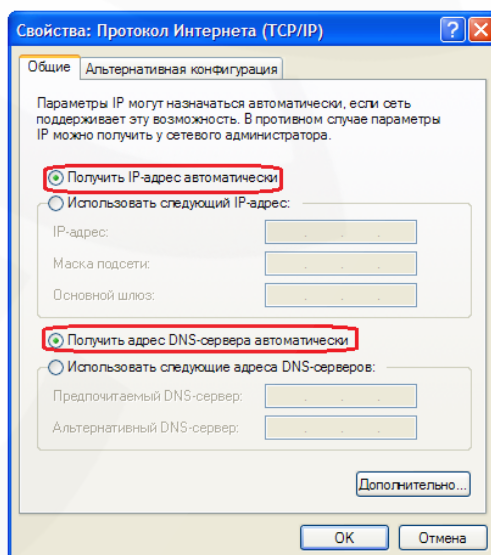 Свойства: Протокол Интернета (TCP/IP)
Общие
Альтернативная конфигурация
Параметры IP могут назначаться автоматически, если сеть
поддерживает эту возможность. В противном случае параметры
IP можно получить у сетевого администратора.
Получить IP-адрес автоматически
Использовать следующий IP-адрес:
IP-адрес:
Маска подсети:
Основной шлюз:
Получить адрес DNS-сервера автоматически
Использовать следующие адреса DNS-серверов:
Предпочитаемый DNS-сервер:
Альтернативный DNS-сервер:
Дополнительно...
OK
Отмена